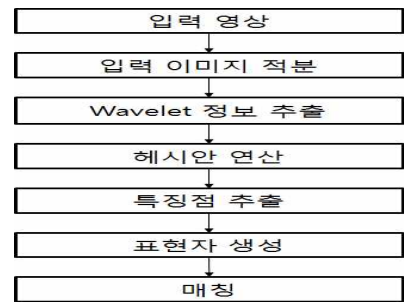 입력 영상
입력 이미지 적분
Wavelet 정보 추출
헤시안 연산
특징점 추출
표현자 생성
매칭